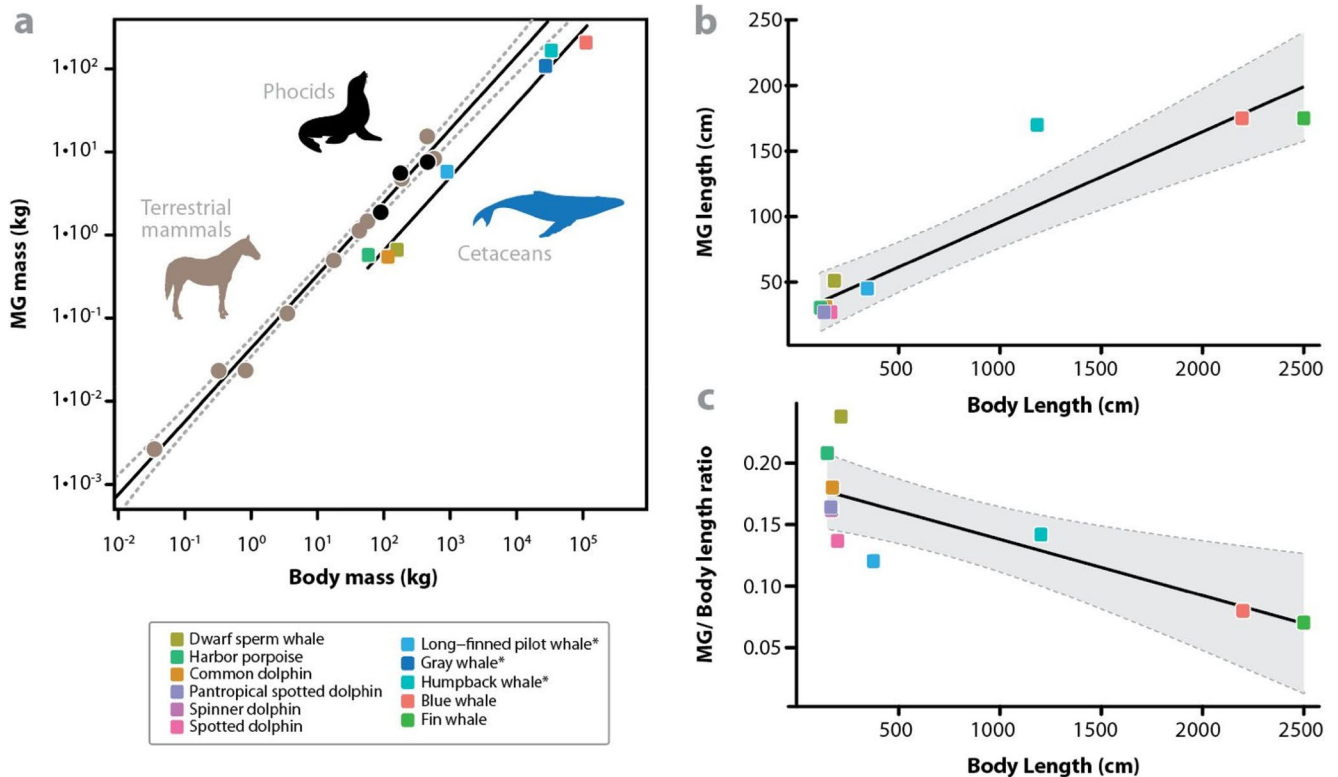 a
MG mass (kg)
1·10²
1·10¹
1·10⁰
1·10⁻¹
1·10⁻²
1·10⁻³
Phocids
Terrestrial
mammals
Cetaceans
10⁻² 10⁻¹ 10⁰ 10¹ 10² 10³ 10⁴ 10⁵
Body mass (kg)
Dwarf sperm whale
Harbor porpoise
Common dolphin
Pantropical spotted dolphin
Spinner dolphin
Spotted dolphin
Long–finned pilot whale*
Gray whale*
Humpback whale*
Blue whale
Fin whale
b
MG length (cm)
250
200
150
100
50
500 1000 1500 2000 2500
Body Length (cm)
c
MG/ Body length ratio
0.20
0.15
0.10
0.05
500 1000 1500 2000 2500
Body Length (cm)